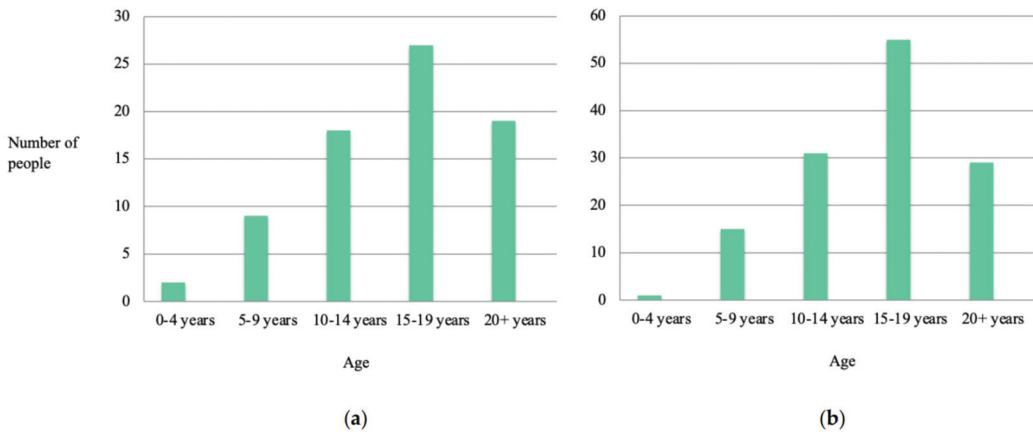 30
25
20
15
10
5
0
Number of
people
0-4 years 5-9 years 10-14 years 15-19 years 20+ years
Age
(a)
60
50
40
30
20
10
0
0-4 years 5-9 years 10-14 years 15-19 years 20+ years
Age
(b)